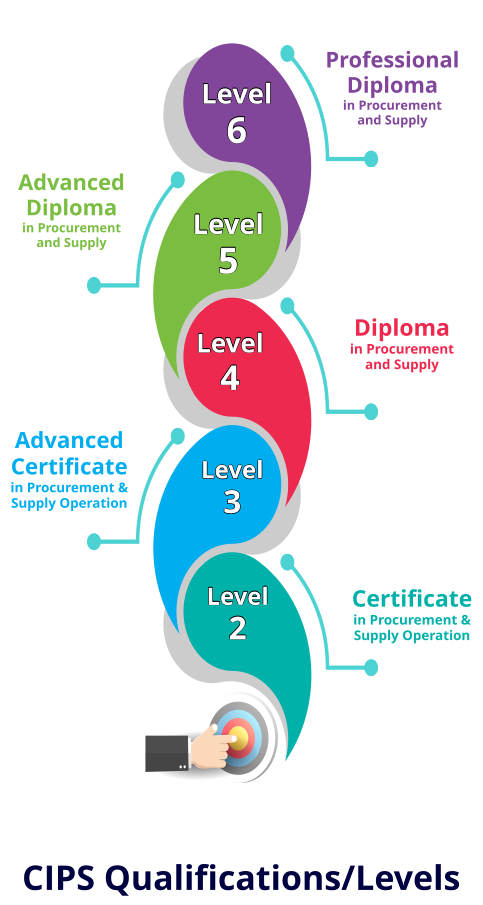 Level
6
Professional
Diploma
in Procurement
and Supply
Advanced
Diploma
in Procurement
and Supply
Level
5
Level
4
Diploma
in Procurement
and Supply
Advanced
Certificate
in Procurement &
Supply Operation
Level
3
Level
2
Certificate
in Procurement &
Supply Operation
CIPS Qualifications/Levels